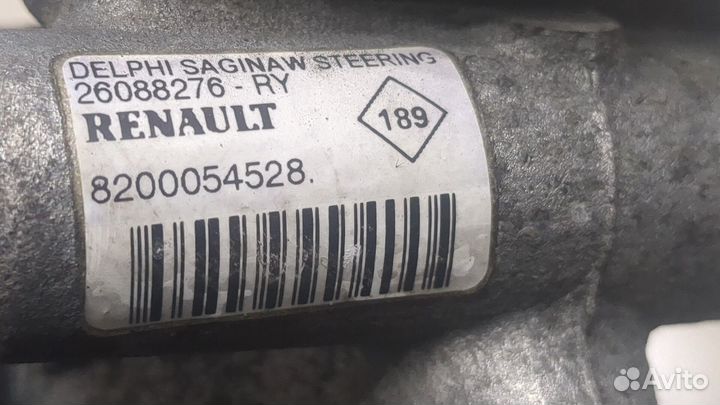 DELPHI SAGINAW STEERING
26088276 - RY
RENAULT
189
8200054528.
Avito